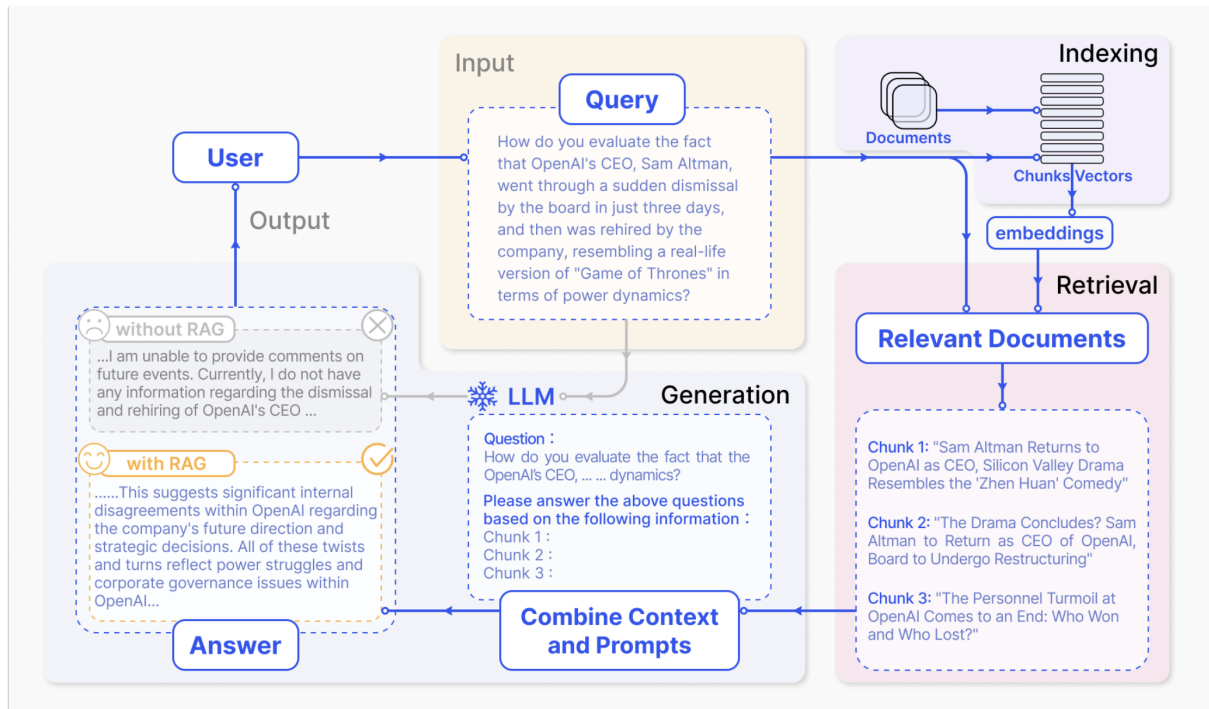 Input
Query
How do you evaluate the fact
that OpenAI's CEO, Sam Altman,
went through a sudden dismissal
by the board in just three days,
and then was rehired by the
company, resembling a real-life
version of "Game of Thrones" in
terms of power dynamics?
Indexing
Documents
Chunks Vectors
embeddings
User
Output
Retrieval
Relevant Documents
Chunk 1: "Sam Altman Returns to
OpenAI as CEO, Silicon Valley Drama
Resembles the 'Zhen Huan' Comedy"
Chunk 2: "The Drama Concludes? Sam
Altman to Return as CEO of OpenAI,
Board to Undergo Restructuring"
Chunk 3: "The Personnel Turmoil at
OpenAI Comes to an End: Who Won
and Who Lost?"
LLM
Generation
Question :
How do you evaluate the fact that the
OpenAI's CEO, ... ... dynamics?
Please answer the above questions
based on the following information :
Chunk 1 :
Chunk 2 :
Chunk 3 :
Combine Context
and Prompts
without RAG
...I am unable to provide comments on
future events. Currently, I do not have
any information regarding the dismissal
and rehiring of OpenAI's CEO ...
with RAG
......This suggests significant internal
disagreements within OpenAI regarding
the company's future direction and
strategic decisions. All of these twists
and turns reflect power struggles and
corporate governance issues within
OpenAI...
Answer